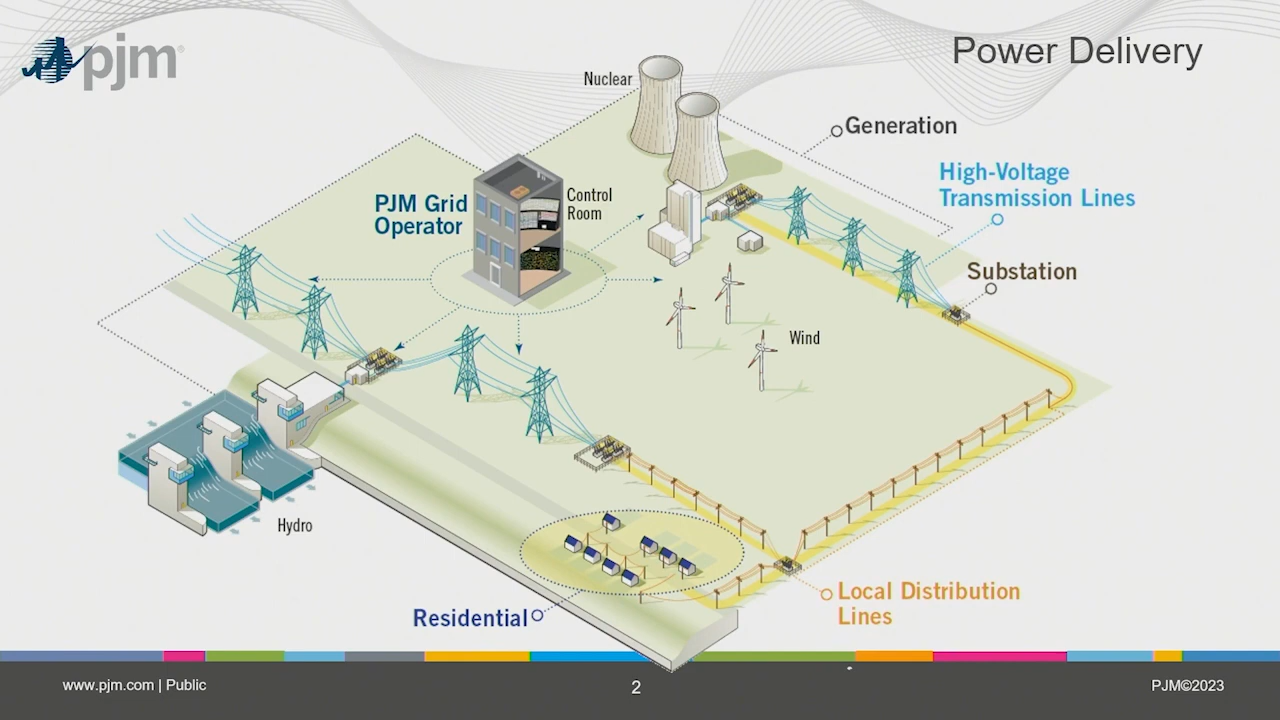 pjm
Power Delivery
Nuclear
Generation
High-Voltage
Transmission Lines
PJM Grid
Operator
Control
Room
Substation
Wind
Hydro
Residential
Local Distribution
Lines
www.pjm.com | Public
2
PJM©2023